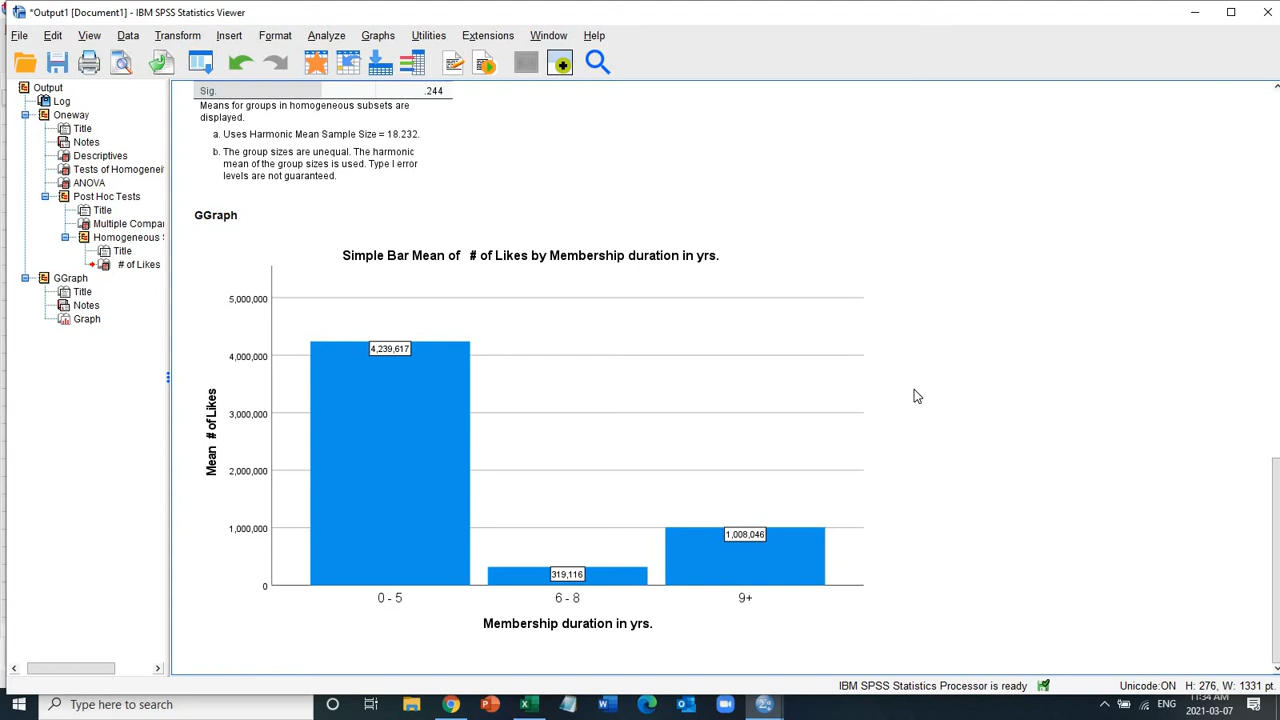 *Output1 [Document1] - IBM SPSS Statistics Viewer
File Edit View Data Transform Insert Format Analyze Graphs Utilities Extensions Window Help
Output
Log
Oneway
Title
Notes
Descriptives
Tests of Homogenei
ANOVA
Post Hoc Tests
Title
Multiple Compa
Homogeneous
Title
# of Likes
GGraph
Title
Notes
Graph
Sig. .244
Means for groups in homogeneous subsets are
displayed.
a. Uses Harmonic Mean Sample Size = 18.232.
b. The group sizes are unequal. The harmonic
mean of the group sizes is used. Type I error
levels are not guaranteed.
GGraph
Simple Bar Mean of # of Likes by Membership duration in yrs.
Mean # of Likes
5,000,000
4,000,000
3,000,000
2,000,000
1,000,000
0
4,239,617
319,116
1,008,046
0 - 5 6 - 8 9+
Membership duration in yrs.
IBM SPSS Statistics Processor is ready Unicode:ON H: 276, W: 1331 pt.
Type here to search
ENG
11:34 AM
2021-03-07